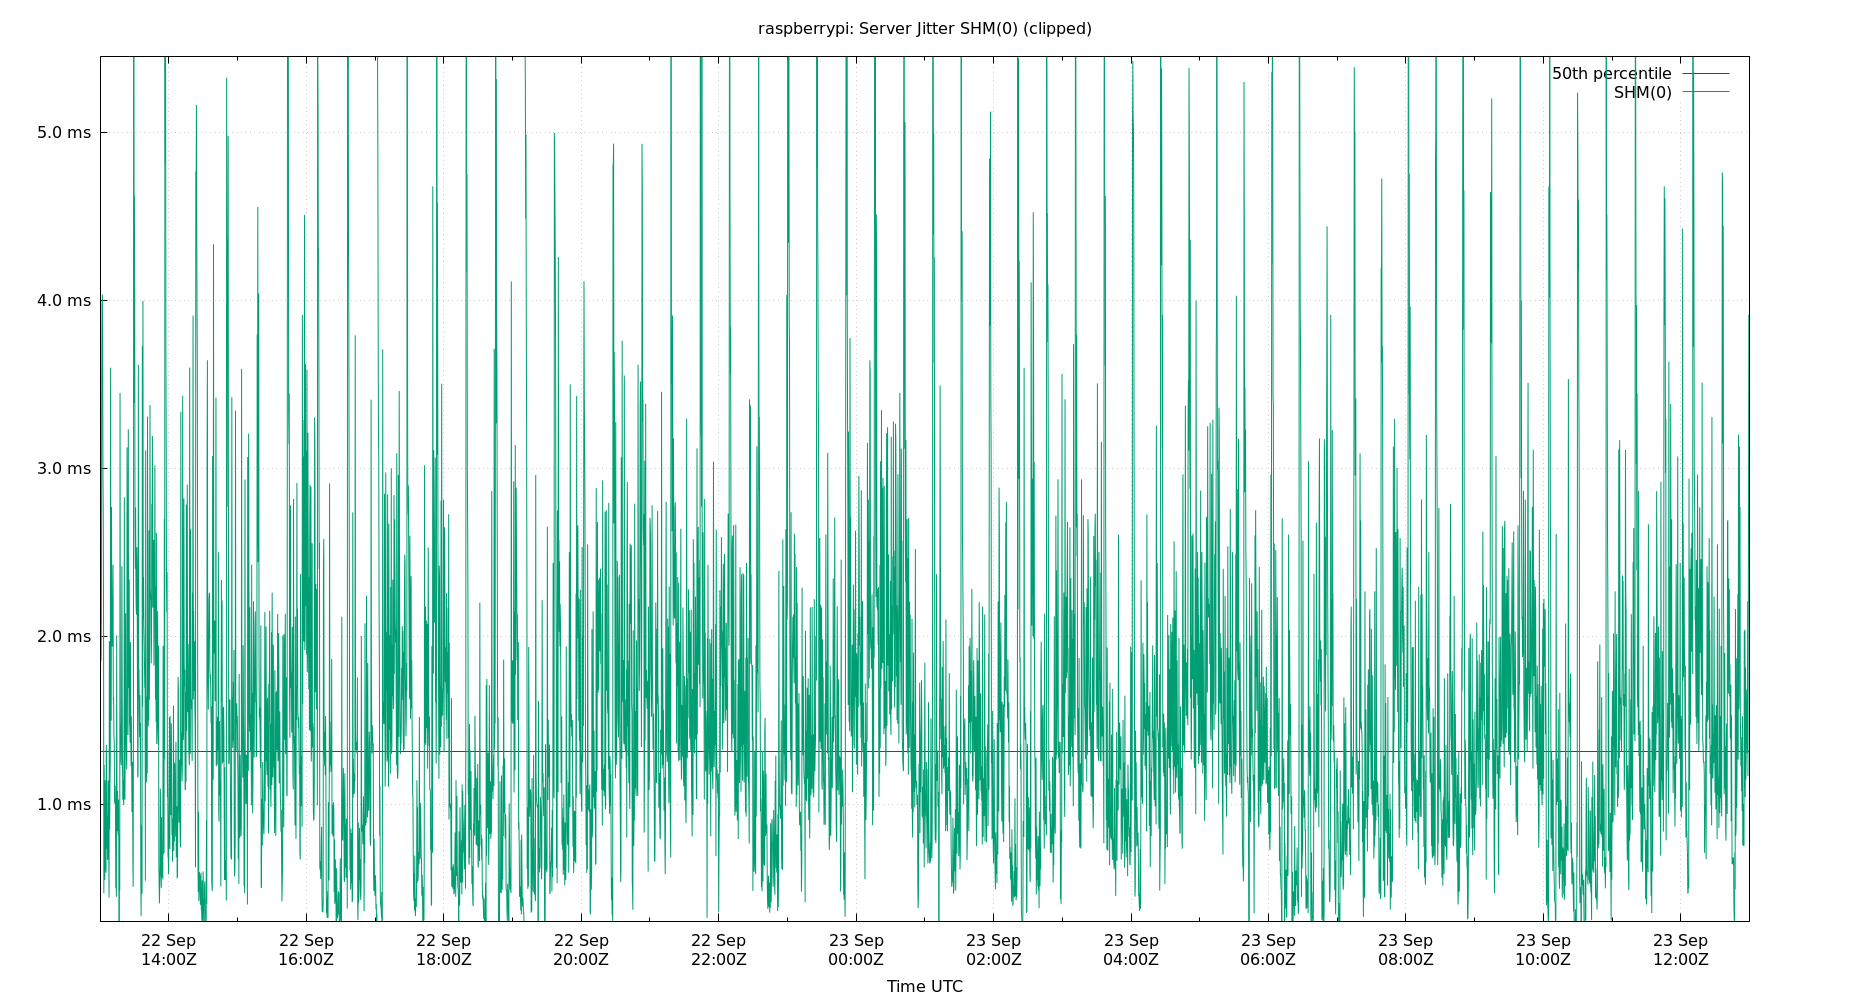 raspberrypi: Server Jitter SHM(0) (clipped)
50th percentile
SHM(0)
5.0 ms
4.0 ms
3.0 ms
2.0 ms
1.0 ms
22 Sep 22 Sep 22 Sep 22 Sep 22 Sep 23 Sep 23 Sep 23 Sep 23 Sep 23 Sep 23 Sep 23 Sep
14:00Z 16:00Z 18:00Z 20:00Z 22:00Z 00:00Z 02:00Z 04:00Z 06:00Z 08:00Z 10:00Z 12:00Z
Time UTC